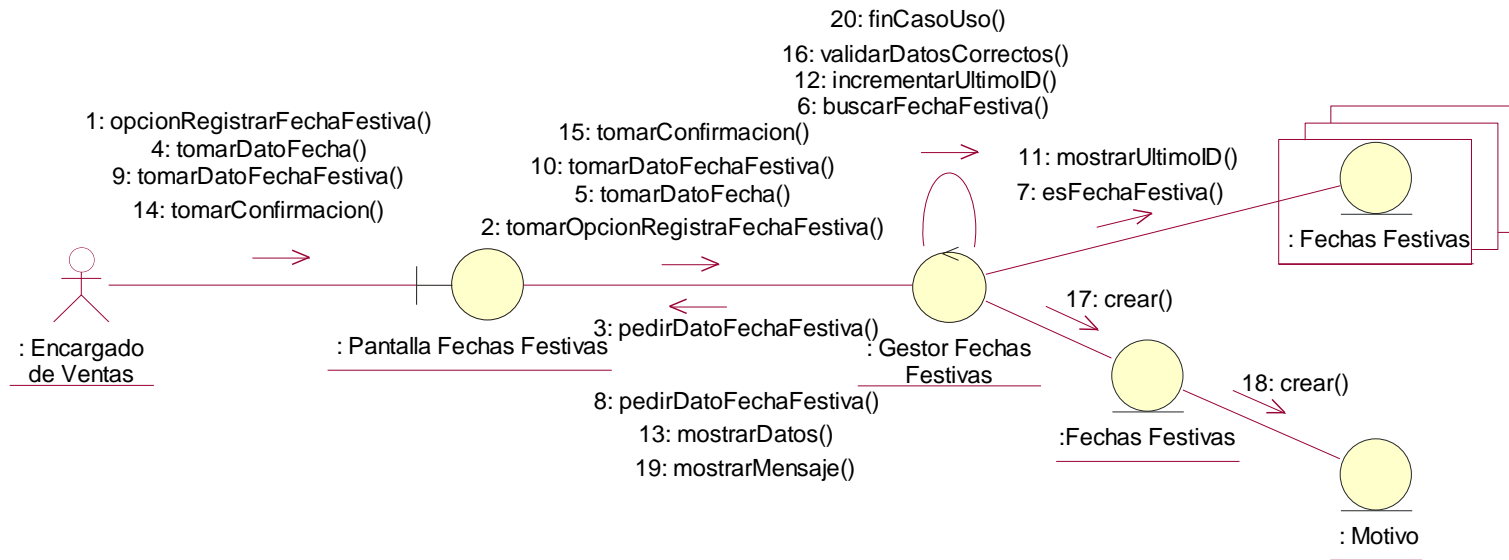 20: finCasoUso()
16: validarDatosCorrectos()
12: incrementarUltimoID()
6: buscarFechaFestiva()
1: opcionRegistrarFechaFestiva()
4: tomarDatoFecha()
9: tomarDatoFechaFestiva()
14: tomarConfirmacion()
15: tomarConfirmacion()
10: tomarDatoFechaFestiva()
5: tomarDatoFecha()
2: tomarOpcionRegistraFechaFestiva()
11: mostrarUltimoID()
7: esFechaFestiva()
: Fechas Festivas
17: crear()
3: pedirDatoFechaFestiva()
: Encargado
de Ventas
: Pantalla Fechas Festivas
: Gestor Fechas
Festivas
18: crear()
8: pedirDatoFechaFestiva()
13: mostrarDatos()
19: mostrarMensaje()
:Fechas Festivas
: Motivo